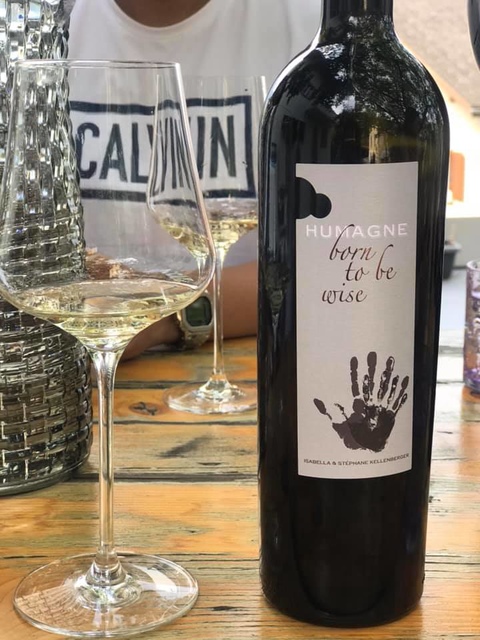 CALVIN
HUMAGNE
born
to be
wise
ISABELLA & STÉPHANE KELLENBERGER